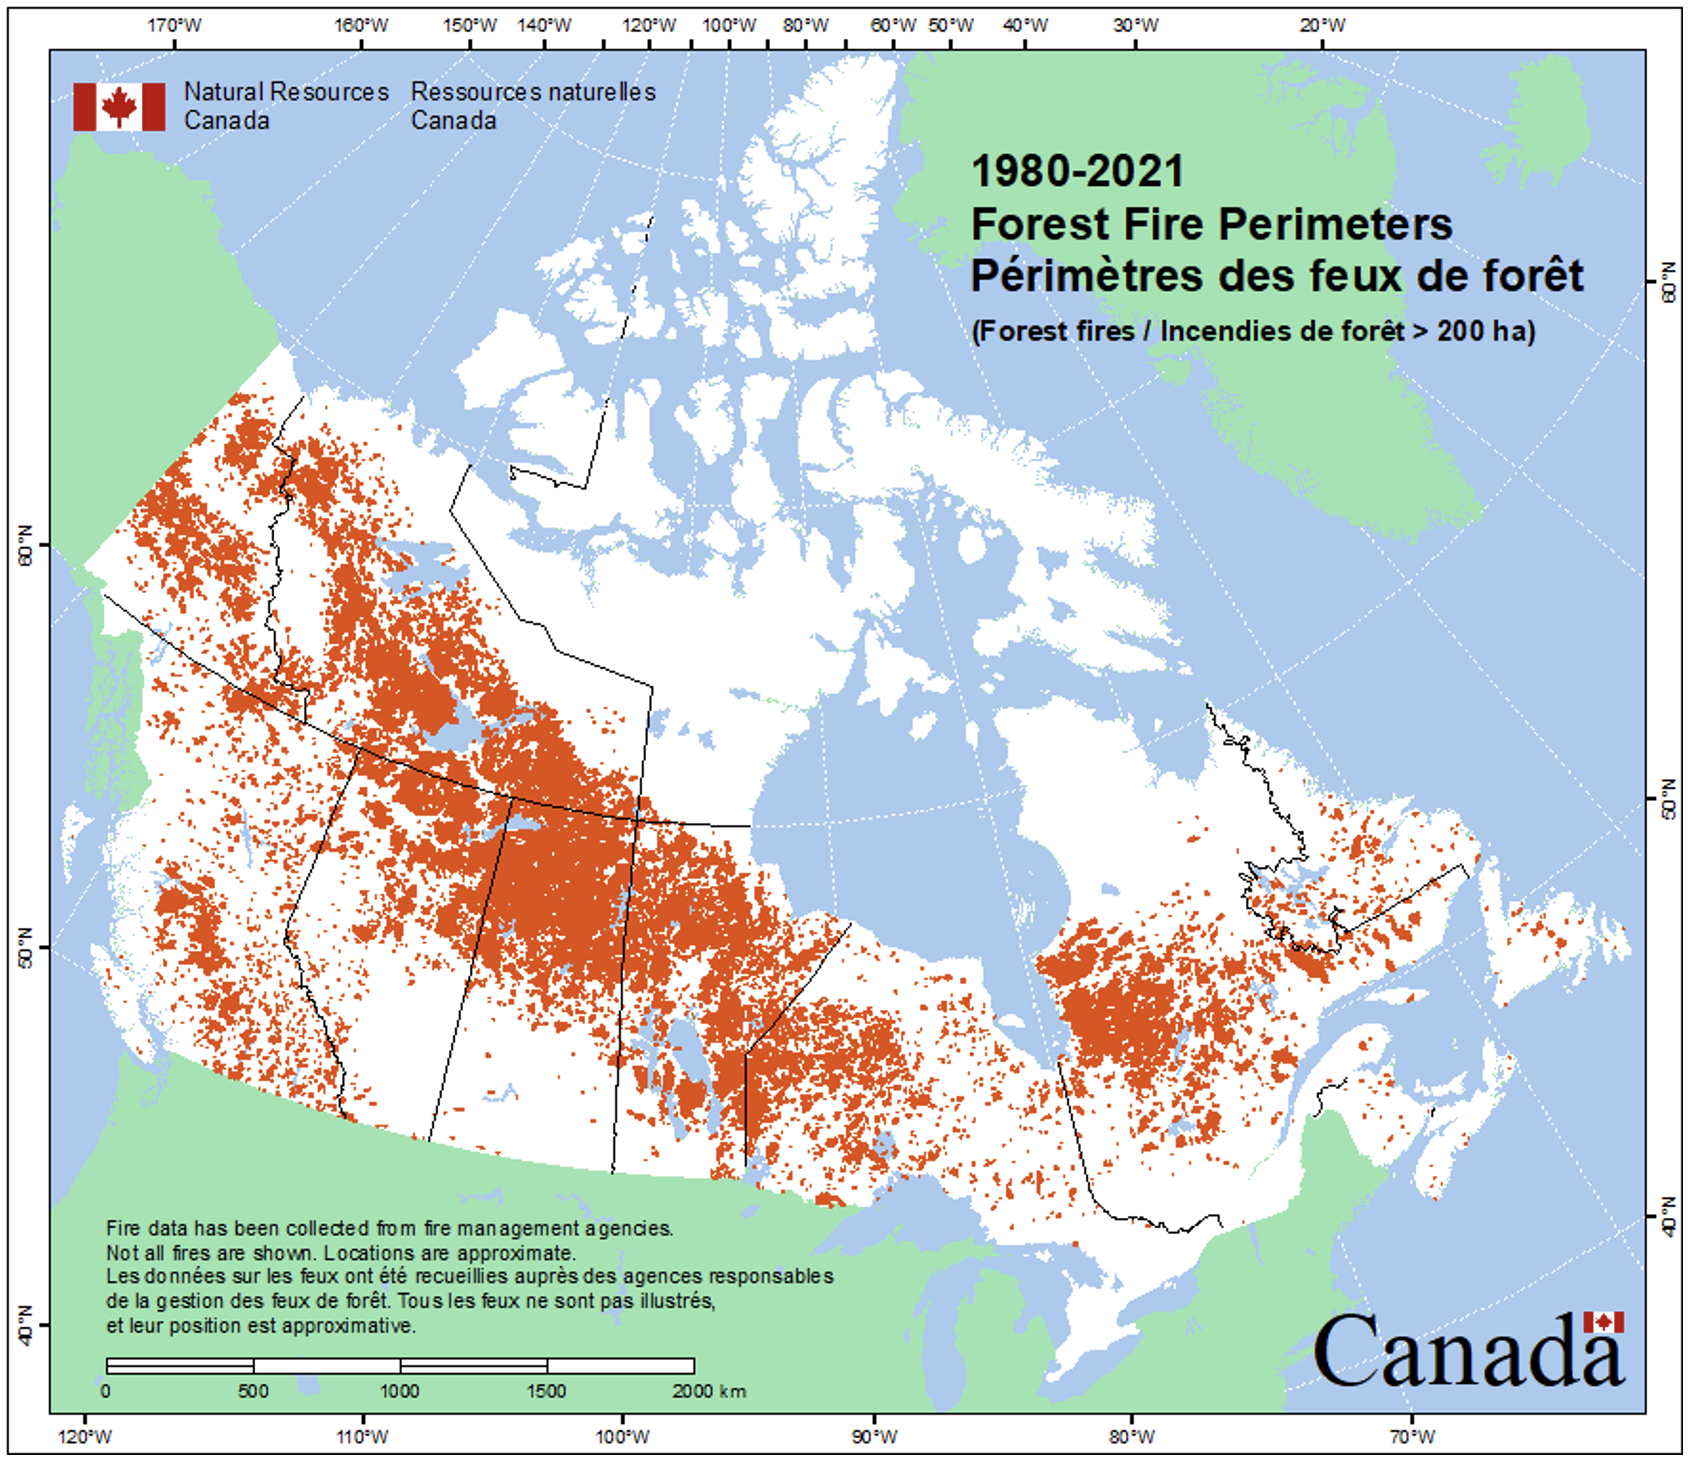 170°W 160°W 150°W 140°W 120°W 100°W 80°W 60°W 50°W 40°W 30°W 20°W
Natural Resources Ressources naturelles
Canada Canada
1980-2021
Forest Fire Perimeters
Périmètres des feux de forêt
(Forest fires / Incendies de forêt > 200 ha)
60°N
60°N
50°N
50°N
40°N
40°N
Fire data has been collected from fire management agencies.
Not all fires are shown. Locations are approximate.
Les données sur les feux ont été recueillies auprès des agences responsables
de la gestion des feux de forêt. Tous les feux ne sont pas illustrés,
et leur position est approximative.
0 500 1000 1500 2000 km
Canada
120°W 110°W 100°W 90°W 80°W 70°W